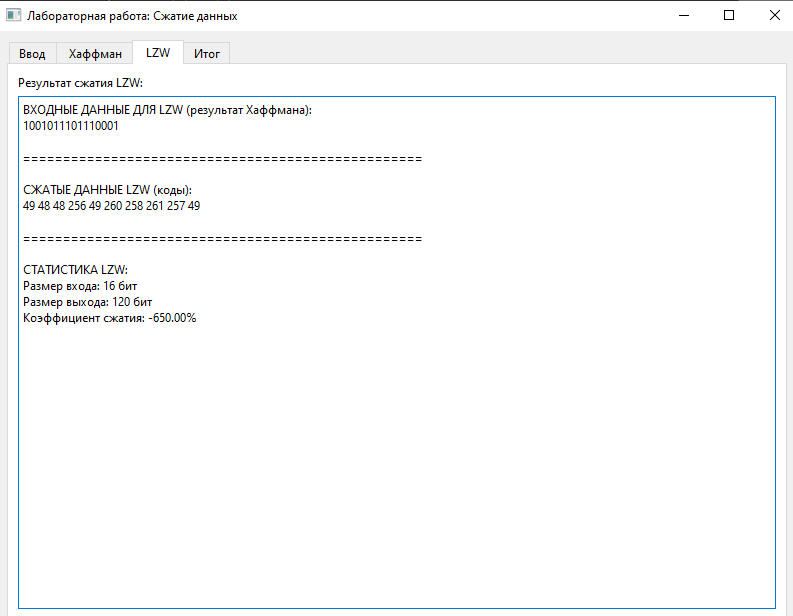 Лабораторная работа: Сжатие данных
Ввод Хаффман LZW Итог
Результат сжатия LZW:
ВХОДНЫЕ ДАННЫЕ ДЛЯ LZW (результат Хаффмана):
1001011101110001
==================================================
СЖАТЫЕ ДАННЫЕ LZW (коды):
49 48 48 256 49 260 258 261 257 49
==================================================
СТАТИСТИКА LZW:
Размер входа: 16 бит
Размер выхода: 120 бит
Коэффициент сжатия: -650.00%